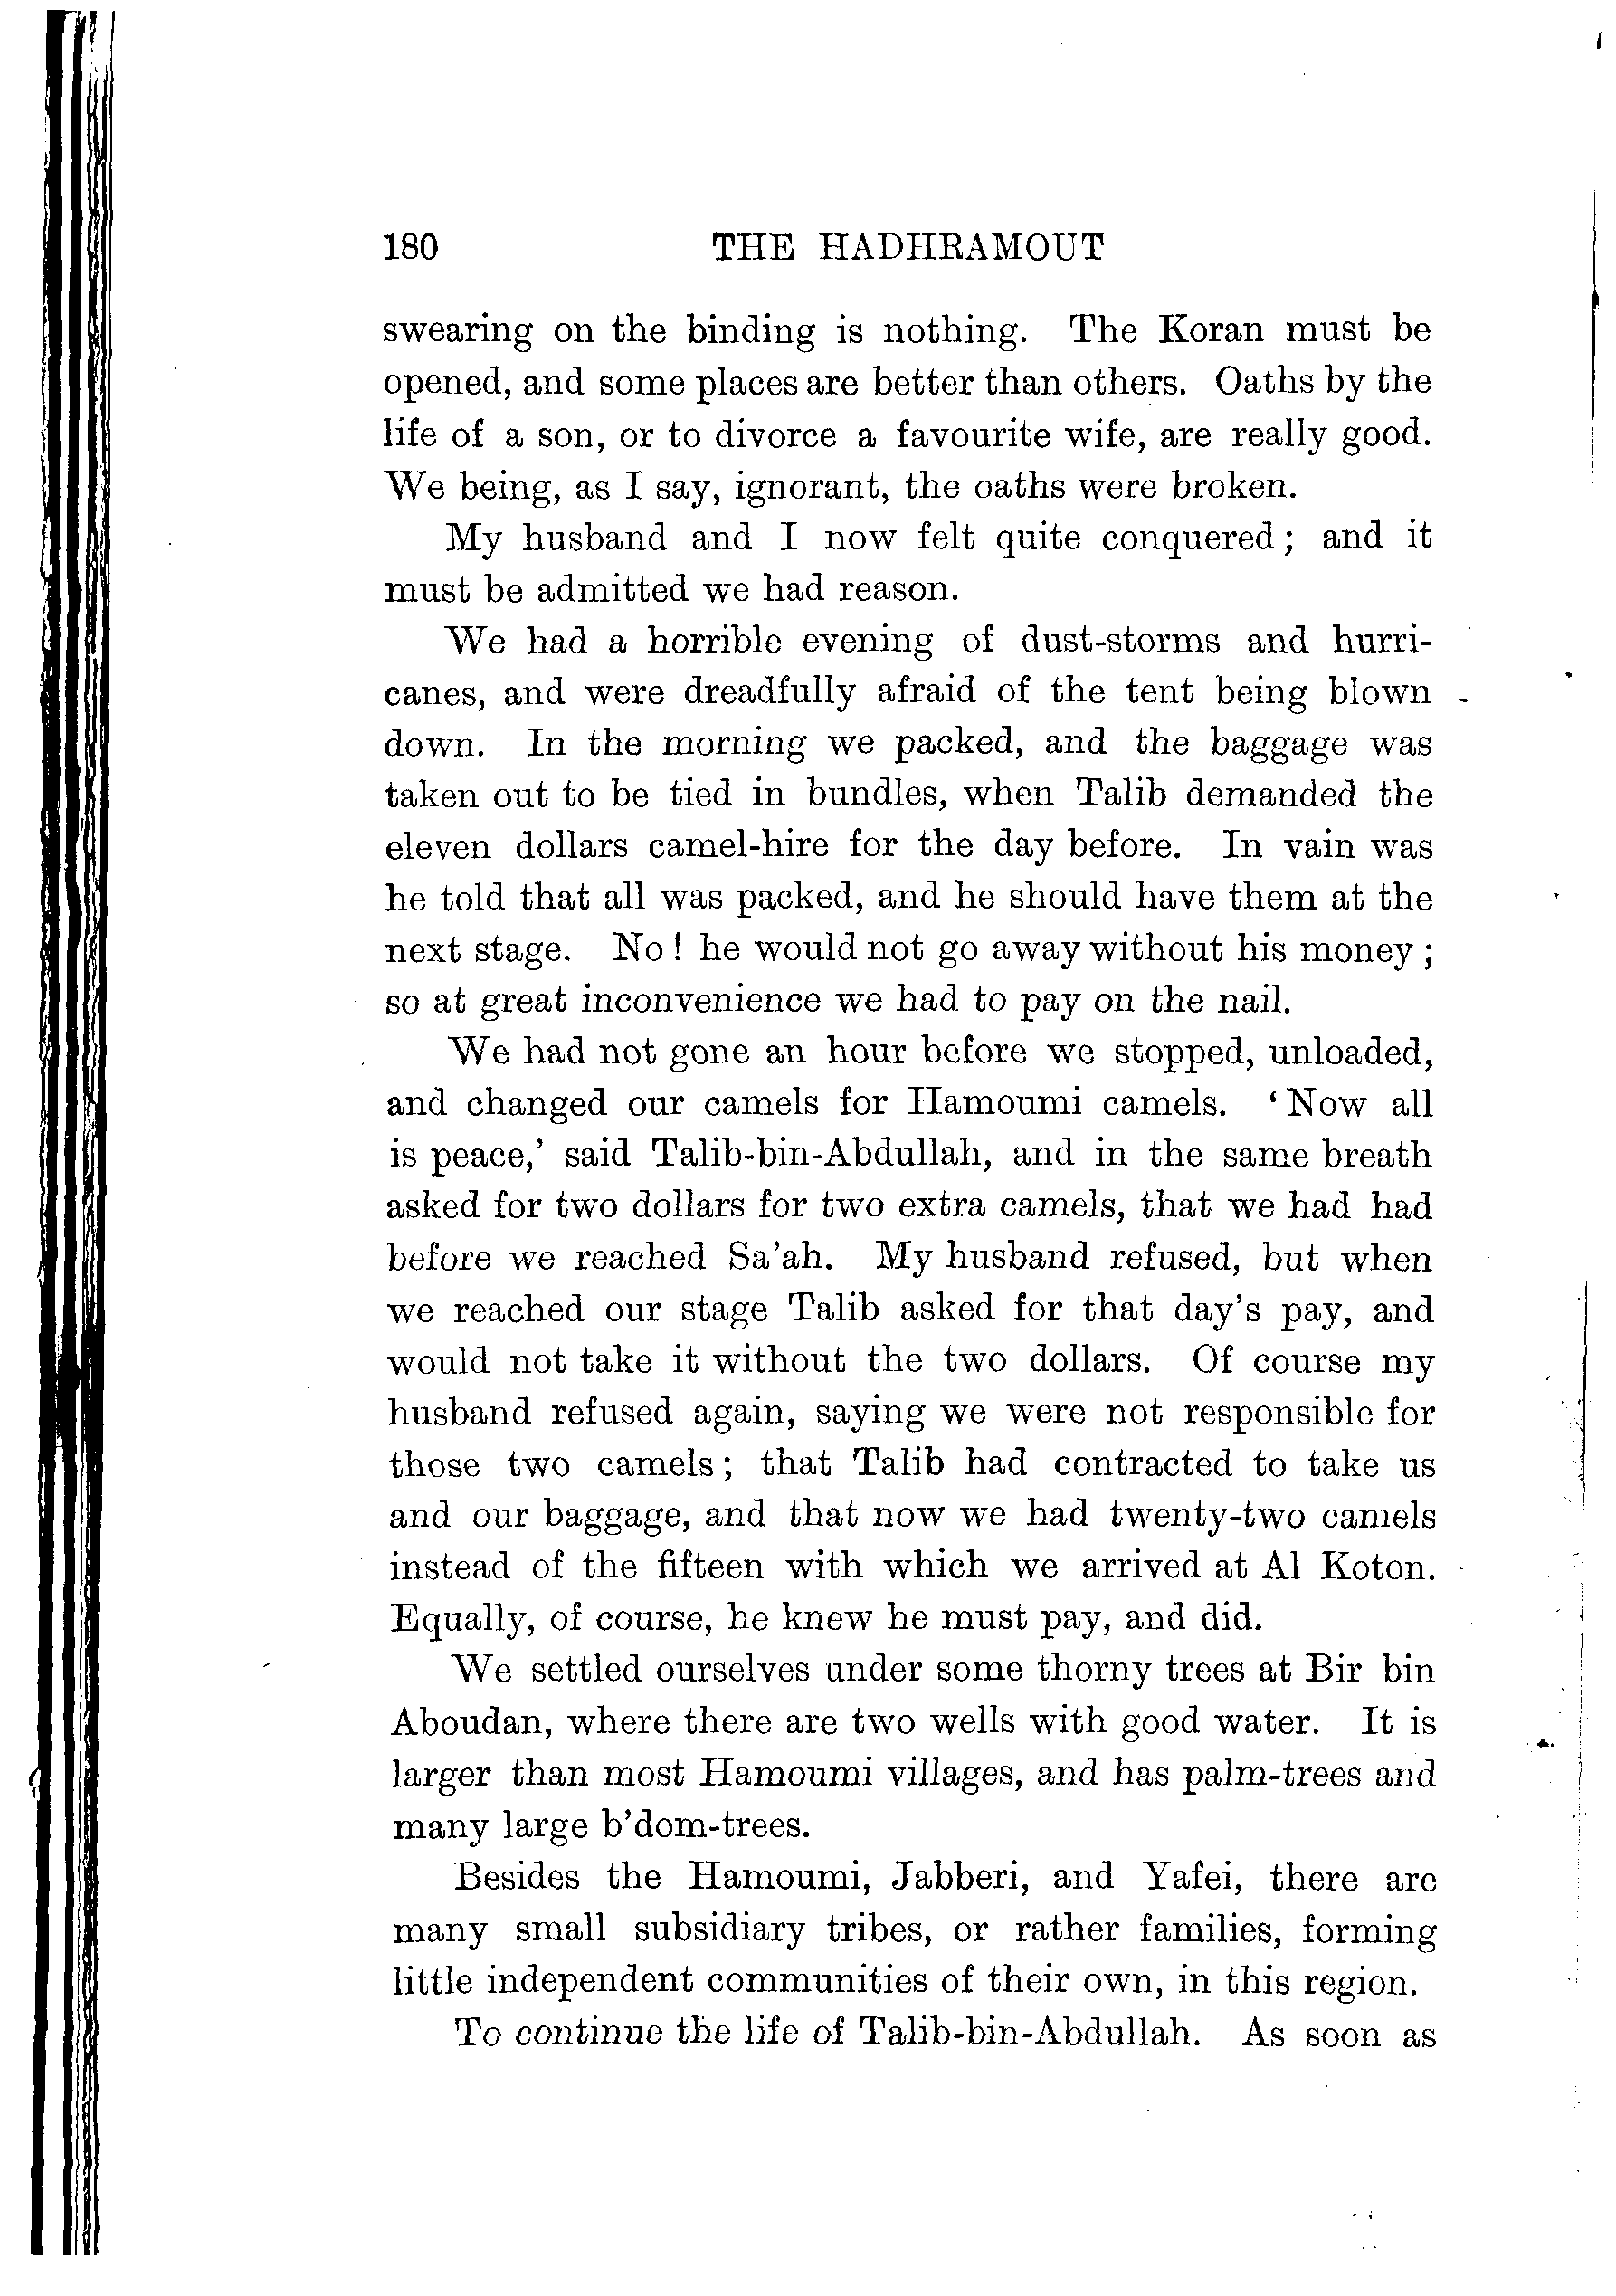 180 THE HADHRAMOUT
swearing on the binding is nothing. The Koran must be
opened, and some places are better than others. Oaths by the
life of a son, or to divorce a favourite wife, are really good.
We being, as I say, ignorant, the oaths were broken.
My husband and I now felt quite conquered; and it
must be admitted we had reason.
We had a horrible evening of dust-storms and hurri-
canes, and were dreadfully afraid of the tent being blown
down. In the morning we packed, and the baggage was
taken out to be tied in bundles, when Talib demanded the
eleven dollars camel-hire for the day before. In vain was
he told that all was packed, and he should have them at the
next stage. No! he would not go away without his money;
so at great inconvenience we had to pay on the nail.
We had not gone an hour before we stopped, unloaded,
and changed our camels for Hamoumi camels. ‘Now all
is peace,’ said Talib-bin-Abdullah, and in the same breath
asked for two dollars for two extra camels, that we had had
before we reached Sa’ah. My husband refused, but when
we reached our stage Talib asked for that day’s pay, and
would not take it without the two dollars. Of course my
husband refused again, saying we were not responsible for
those two camels; that Talib had contracted to take us
and our baggage, and that now we had twenty-two camels
instead of the fifteen with which we arrived at Al Koton.
Equally, of course, he knew he must pay, and did.
We settled ourselves under some thorny trees at Bir bin
Aboudan, where there are two wells with good water. It is
larger than most Hamoumi villages, and has palm-trees and
many large b’dom-trees.
Besides the Hamoumi, Jabberi, and Yafei, there are
many small subsidiary tribes, or rather families, forming
little independent communities of their own, in this region.
To continue the life of Talib-bin-Abdullah. As soon as